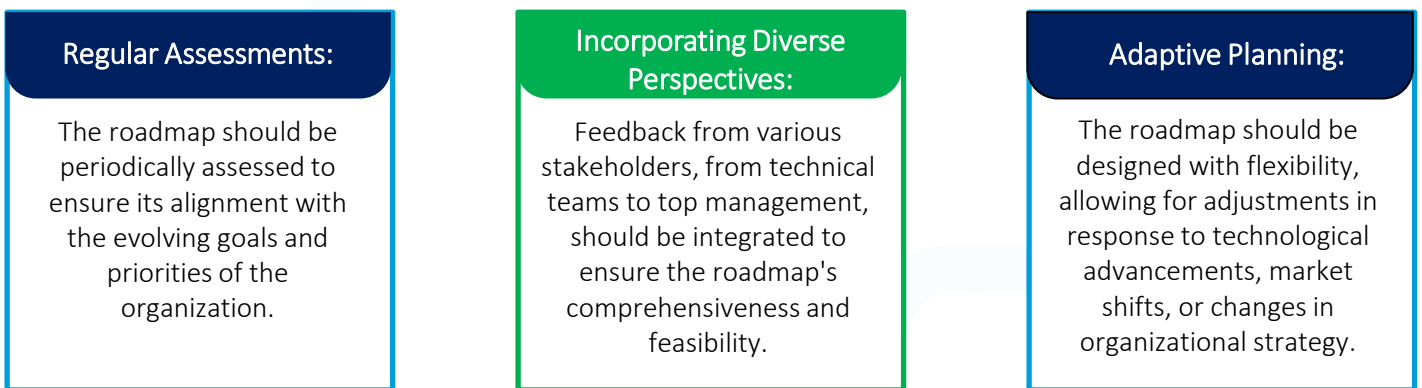 Regular Assessments:
The roadmap should be
periodically assessed to
ensure its alignment with
the evolving goals and
priorities of the
organization.
Incorporating Diverse
Perspectives:
Feedback from various
stakeholders, from technical
teams to top management,
should be integrated to
ensure the roadmap's
comprehensiveness and
feasibility.
Adaptive Planning:
The roadmap should be
designed with flexibility,
allowing for adjustments in
response to technological
advancements, market
shifts, or changes in
organizational strategy.